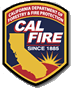 CALIFORNIA DEPARTMENT OF
FORESTRY & FIRE PROTECTION
CAL
FIRE
SINCE 1885